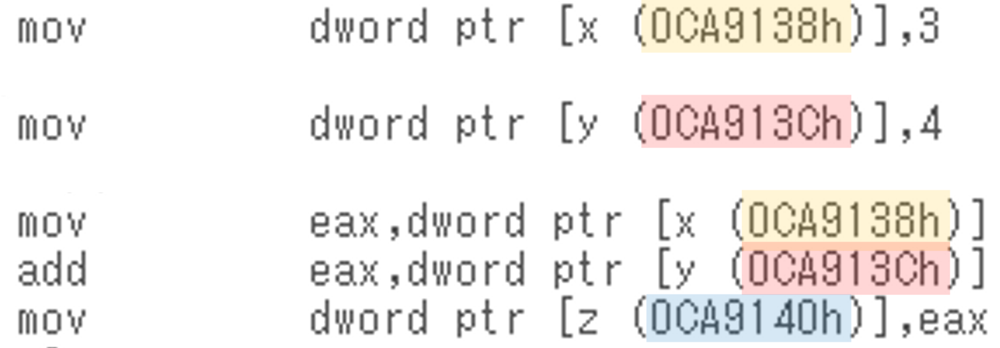 mov dword ptr [x (0CA9138h)],3
mov dword ptr [y (0CA913Ch)],4
mov eax,dword ptr [x (0CA9138h)]
add eax,dword ptr [y (0CA913Ch)]
mov dword ptr [z (0CA9140h)],eax